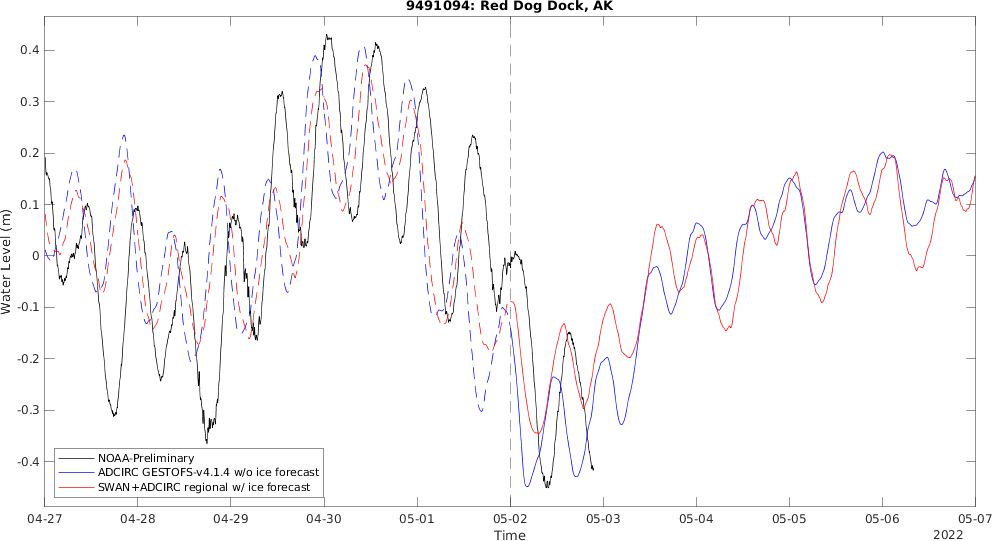 9491094: Red Dog Dock, AK
Water Level (m)
0.4
0.3
0.2
0.1
0
-0.1
-0.2
-0.3
-0.4
NOAA-Preliminary
ADCIRC GESTOFS-v4.1.4 w/o ice forecast
SWAN+ADCIRC regional w/ ice forecast
04-27 04-28 04-29 04-30 05-01 05-02 05-03 05-04 05-05 05-06 05-07
Time
2022